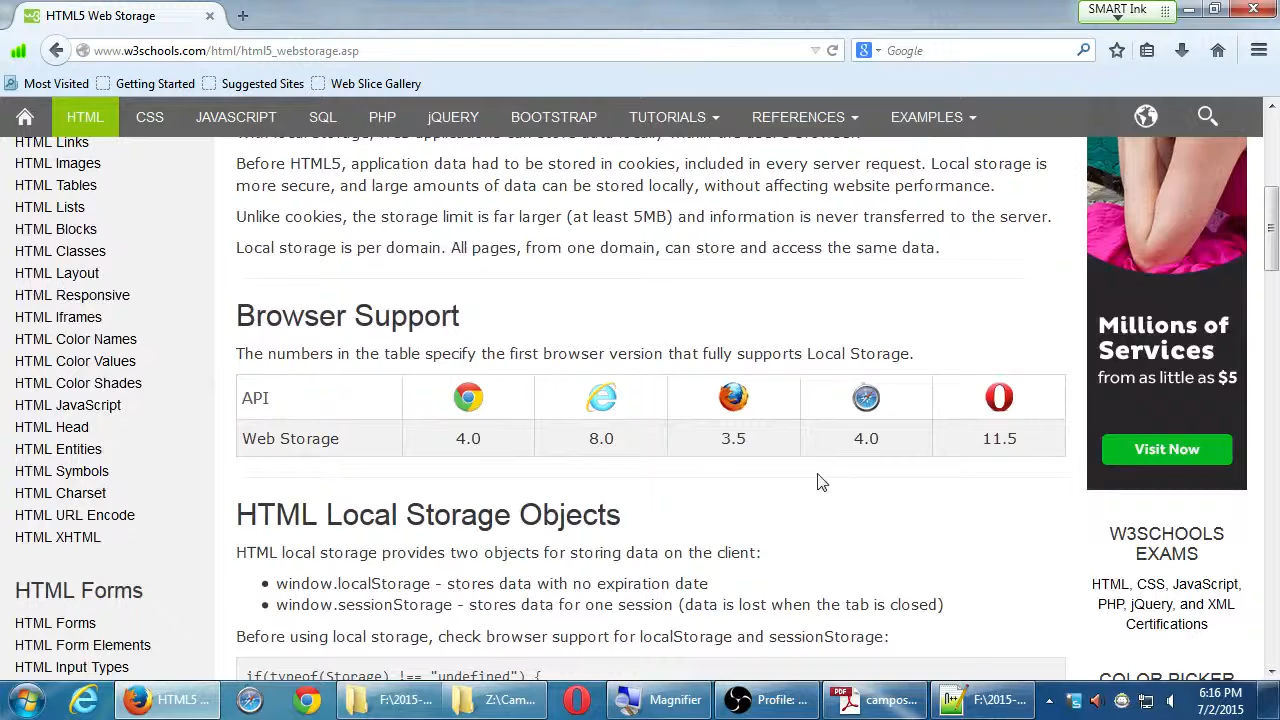 HTML5 Web Storage
SMART Ink
www.w3schools.com/html/html5_webstorage.asp
Google
Most Visited
Getting Started
Suggested Sites
Web Slice Gallery
HTML
CSS
JAVASCRIPT
SQL
PHP
jQUERY
BOOTSTRAP
TUTORIALS
REFERENCES
EXAMPLES
HTML Links
HTML Images
HTML Tables
HTML Lists
HTML Blocks
HTML Classes
HTML Layout
HTML Responsive
HTML Iframes
HTML Color Names
HTML Color Values
HTML Color Shades
HTML JavaScript
HTML Head
HTML Entities
HTML Symbols
HTML Charset
HTML URL Encode
HTML XHTML
HTML Forms
HTML Forms
HTML Form Elements
HTML Input Types
Before HTML5, application data had to be stored in cookies, included in every server request. Local storage is
more secure, and large amounts of data can be stored locally, without affecting website performance.
Unlike cookies, the storage limit is far larger (at least 5MB) and information is never transferred to the server.
Local storage is per domain. All pages, from one domain, can store and access the same data.
Browser Support
The numbers in the table specify the first browser version that fully supports Local Storage.
API
Web Storage 4.0 8.0 3.5 4.0 11.5
HTML Local Storage Objects
HTML local storage provides two objects for storing data on the client:
• window.localStorage - stores data with no expiration date
• window.sessionStorage - stores data for one session (data is lost when the tab is closed)
Before using local storage, check browser support for localStorage and sessionStorage:
if(typeof(Storage) !== "undefined") {
Millions of
Services
from as little as $5
Visit Now
W3SCHOOLS
EXAMS
HTML, CSS, JavaScript,
PHP, jQuery, and XML
Certifications
COLOR PICKER
HTML5 ...
F:\2015-...
Z:\Cam...
Magnifier
Profile: ...
PDF
campos...
F:\2015-...
6:16 PM
7/2/2015